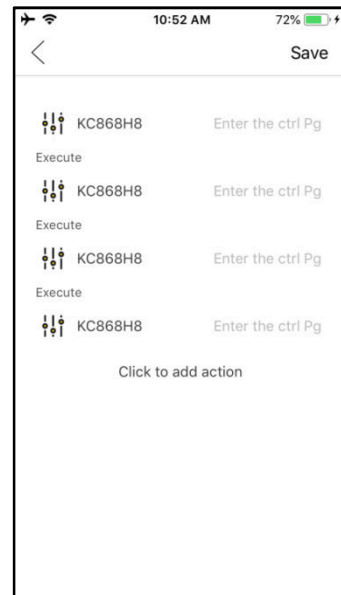 10:52 AM 72%
Save
KC868H8 Enter the ctrl Pg
Execute
KC868H8 Enter the ctrl Pg
Execute
KC868H8 Enter the ctrl Pg
Execute
KC868H8 Enter the ctrl Pg
Click to add action